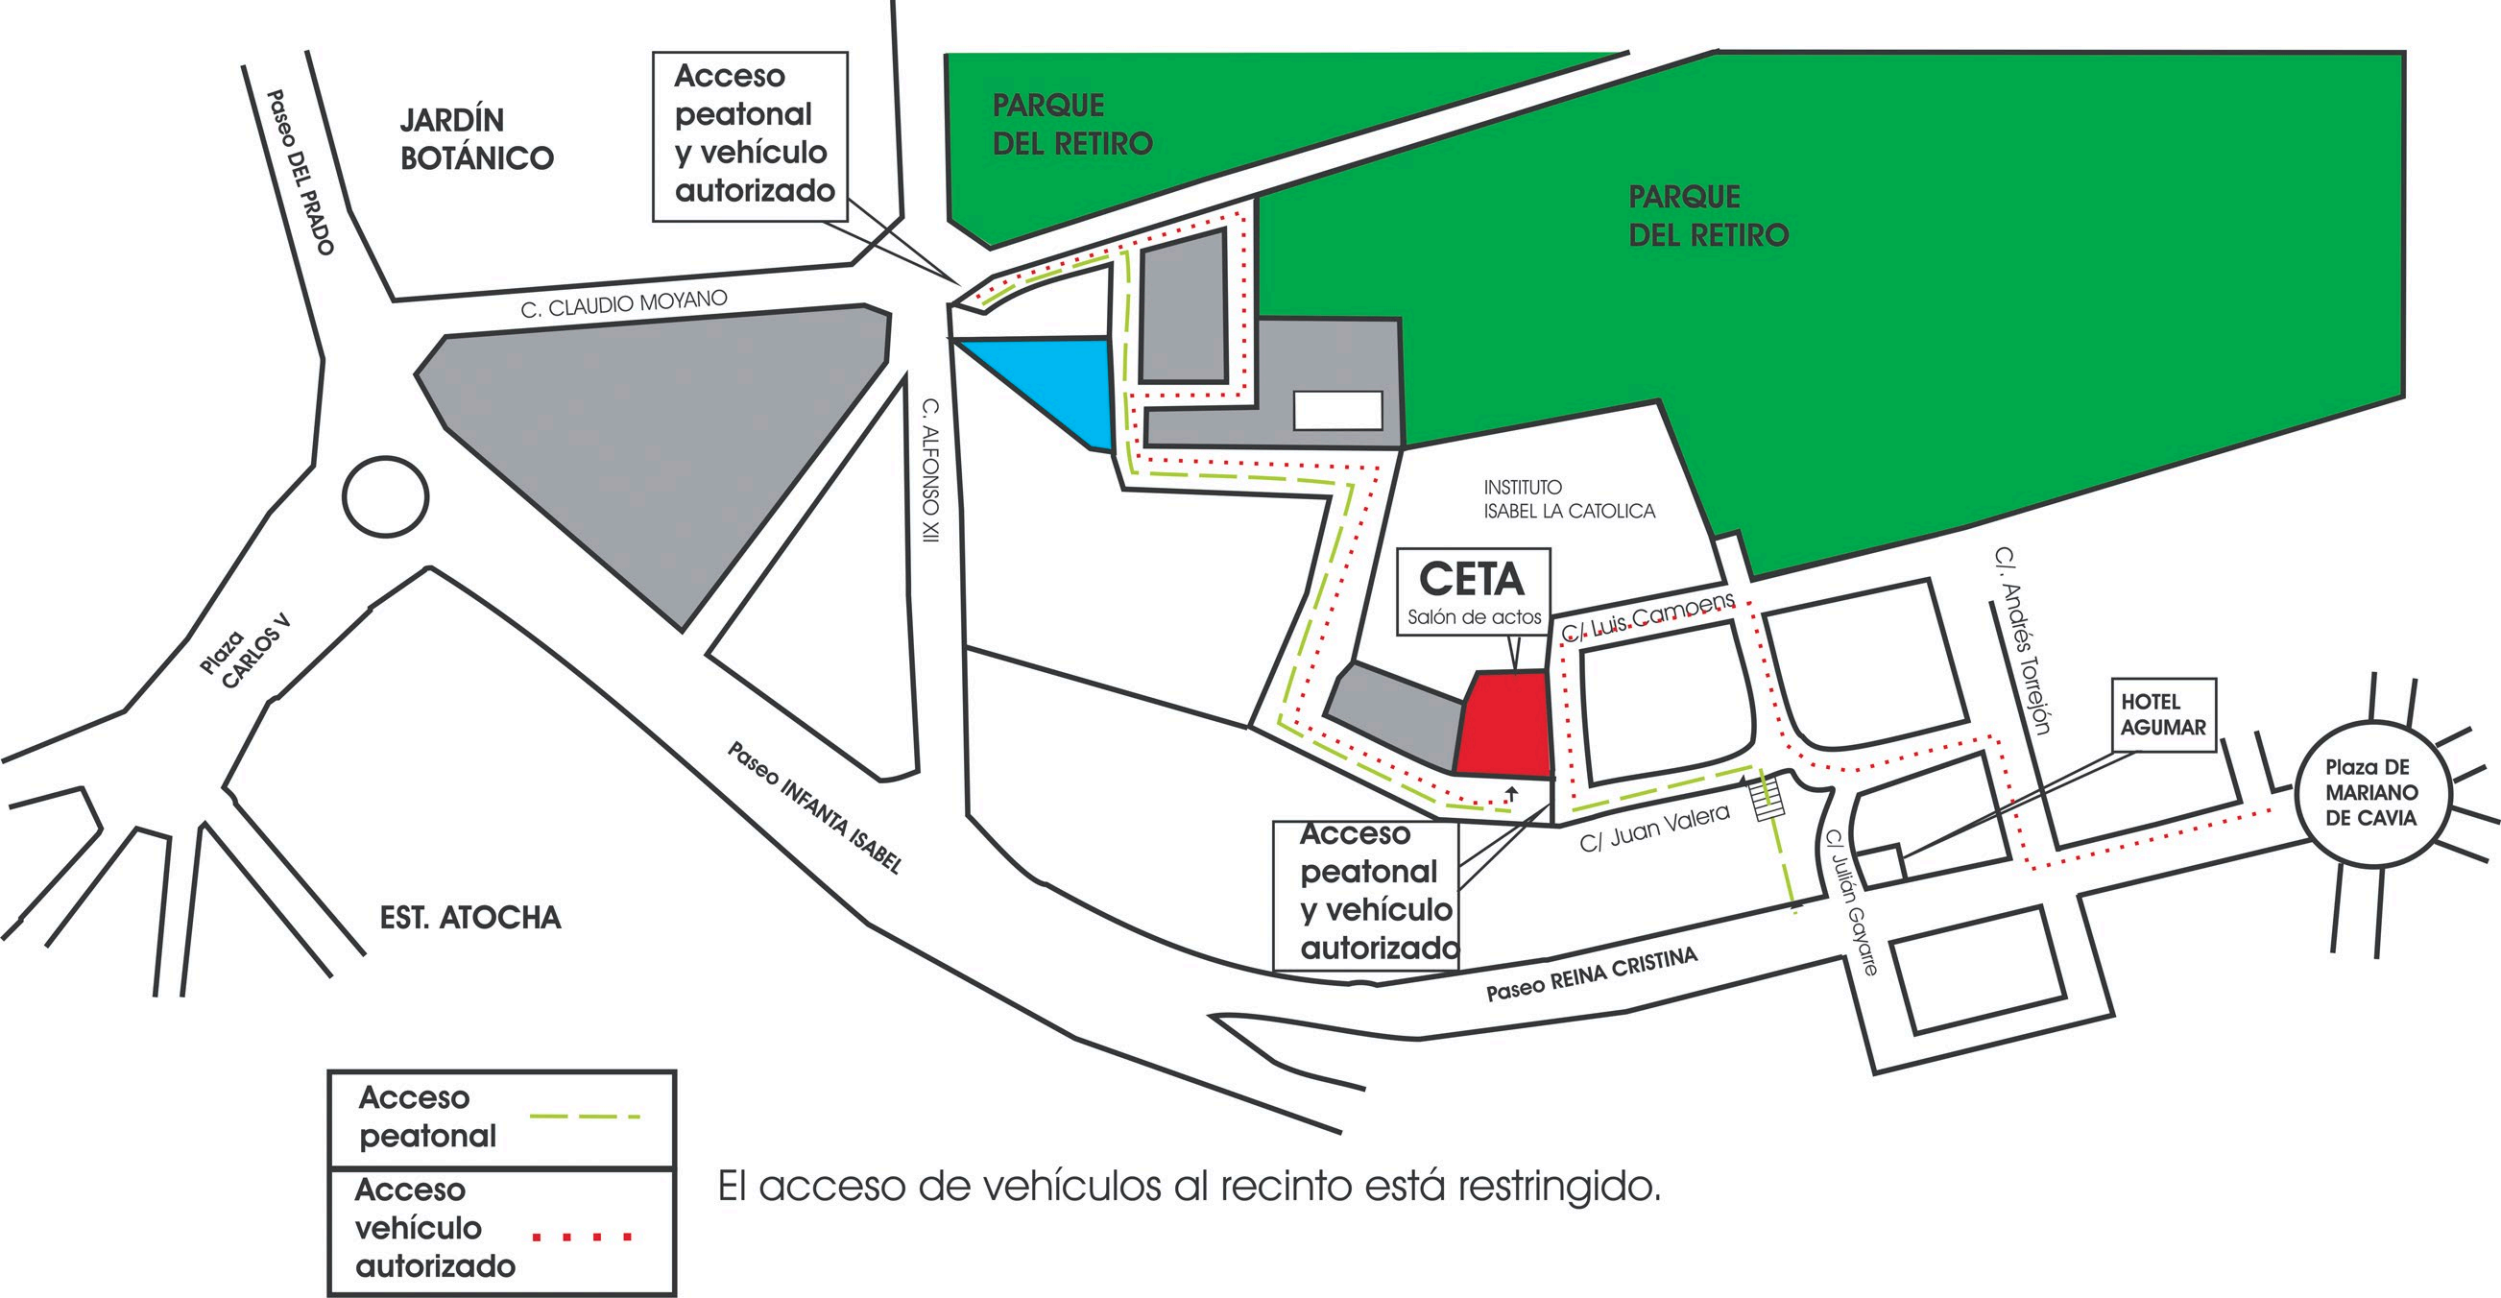 Paseo DEL PRADO
JARDÍN
BOTÁNICO
Acceso
peatonal
y vehículo
autorizado
PARQUE
DEL RETIRO
PARQUE
DEL RETIRO
C. CLAUDIO MOYANO
C. ALFONSO XII
INSTITUTO
ISABEL LA CATOLICA
CETA
Salón de actos
C/ Luis Camoens
C/. Andrés Torrejón
Plaza
CARLOS V
HOTEL
AGUMAR
Plaza DE
MARIANO
DE CAVIA
Paseo INFANTA ISABEL
C/ Juan Valera
C/ Julián Gayarre
Acceso
peatonal
y vehículo
autorizado
EST. ATOCHA
Paseo REINA CRISTINA
Acceso
peatonal
Acceso
vehículo
autorizado
El acceso de vehículos al recinto está restringido.